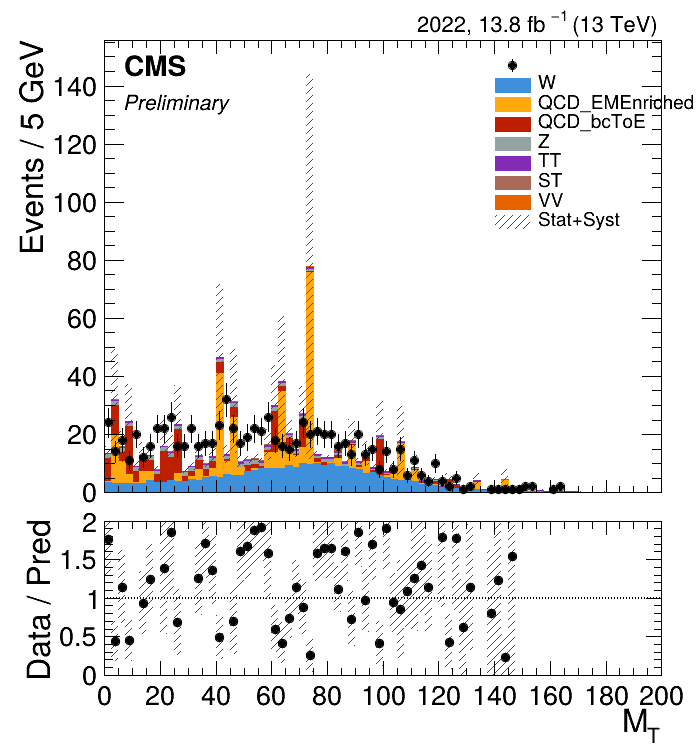 2022, 13.8 fb⁻¹ (13 TeV)
CMS
Preliminary
Events / 5 GeV
140
120
100
80
60
40
20
0
W
QCD_EMEnriched
QCD_bcToE
Z
TT
ST
VV
Stat+Syst
Data / Pred
2
1.5
1
0.5
0
0 20 40 60 80 100 120 140 160 180 200
M_T